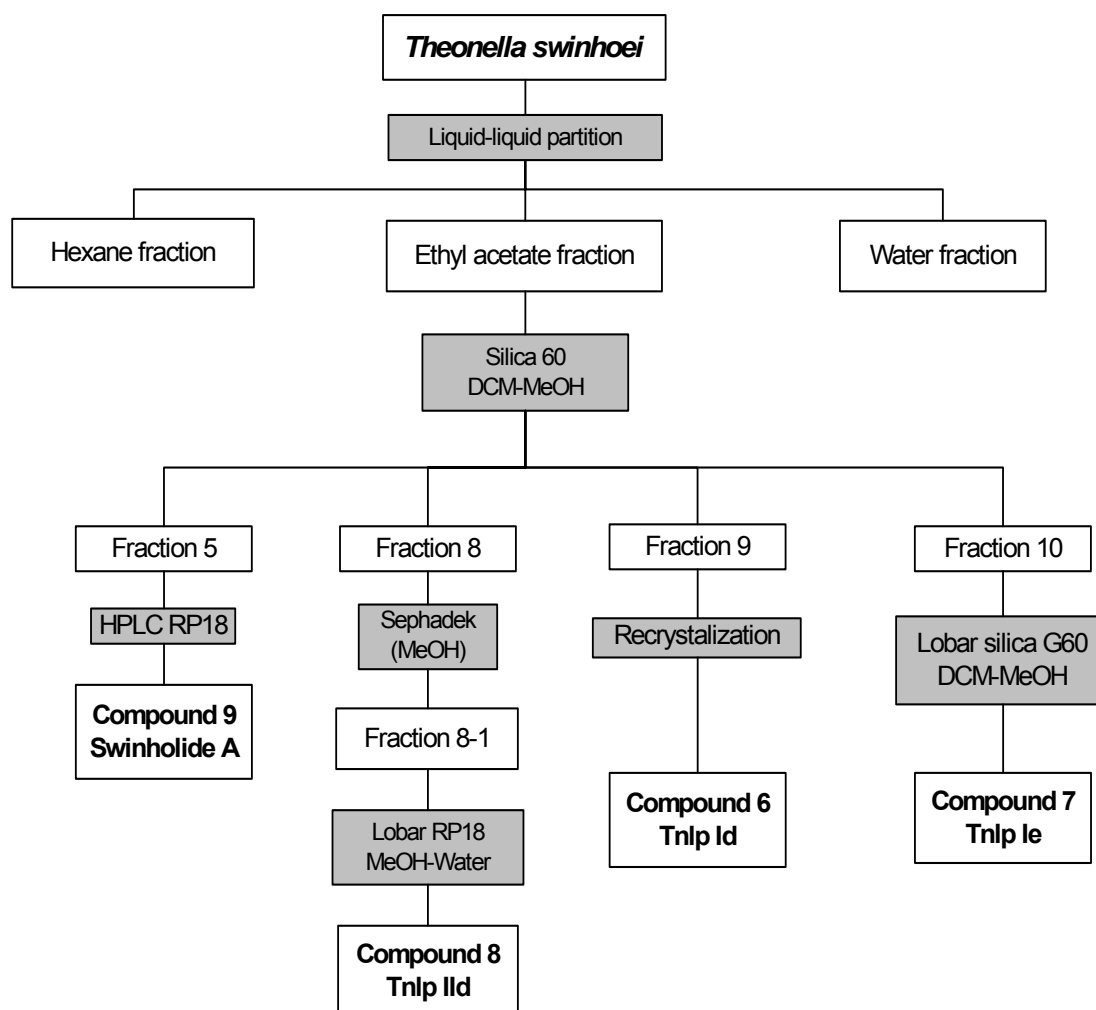 Theonella swinhoei
Liquid-liquid partition
Hexane fraction
Ethyl acetate fraction
Water fraction
Silica 60
DCM-MeOH
Fraction 5
Fraction 8
Fraction 9
Fraction 10
HPLC RP18
Sephadek
(MeOH)
Recrystalization
Lobar silica G60
DCM-MeOH
Compound 9
Swinholide A
Fraction 8-1
Compound 6
Tnlp Id
Compound 7
Tnlp Ie
Lobar RP18
MeOH-Water
Compound 8
Tnlp IId